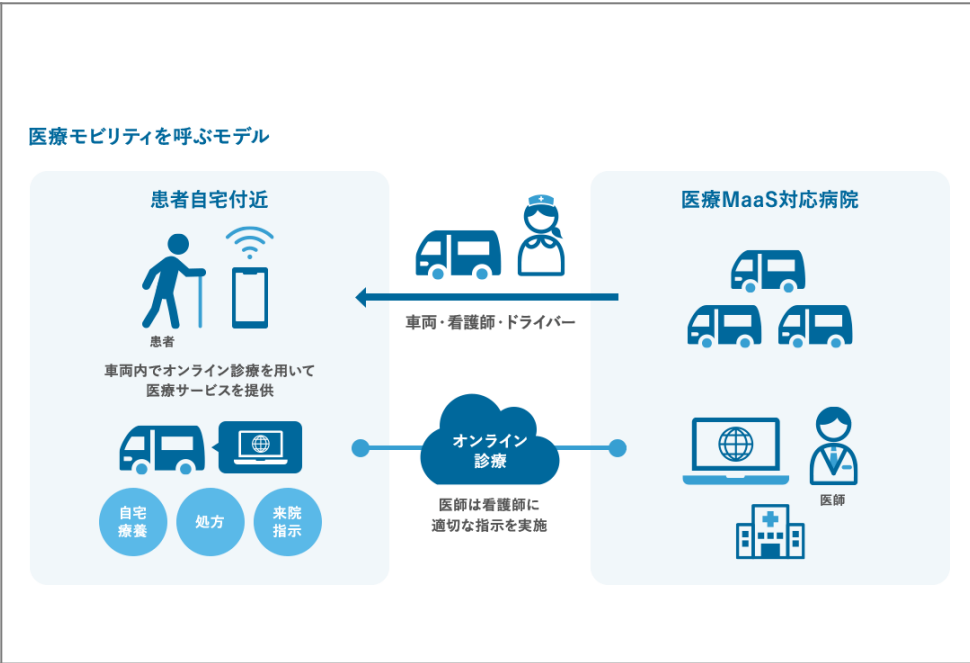 医療モビリティを呼ぶモデル
患者自宅付近
患者
車両内でオンライン診療を用いて
医療サービスを提供
自宅
療養
処方
来院
指示
車両・看護師・ドライバー
オンライン
診療
医師は看護師に
適切な指示を実施
医療MaaS対応病院
医師